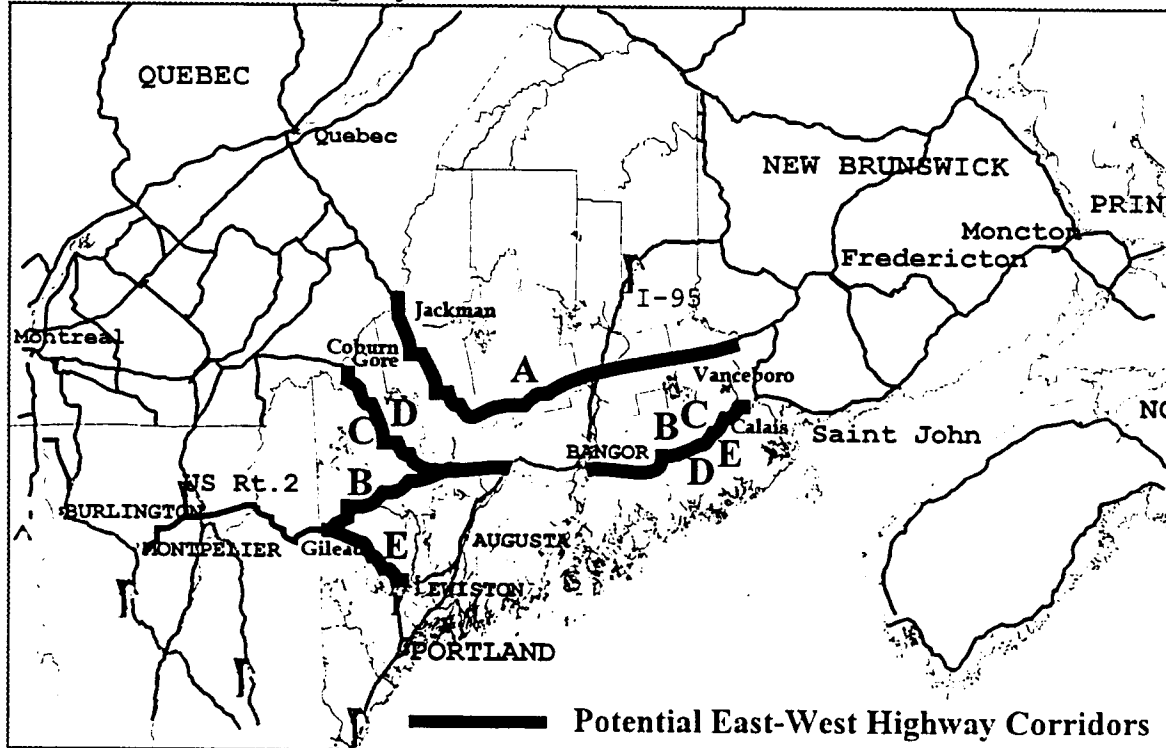 QUEBEC
Quebec
NEW BRUNSWICK
PRIN
Moncton
Fredericton
I-95
Jackman
Montreal
Coburn
Gore
A
Vanceboro
D
C
B
C
NO
Calais
Saint John
BANGOR
E
D
US Rt.2
B
BURLINGTON
MONTPELIER
Gilead
E
AUGUSTA
LEWISTON
PORTLAND
Potential East-West Highway Corridors